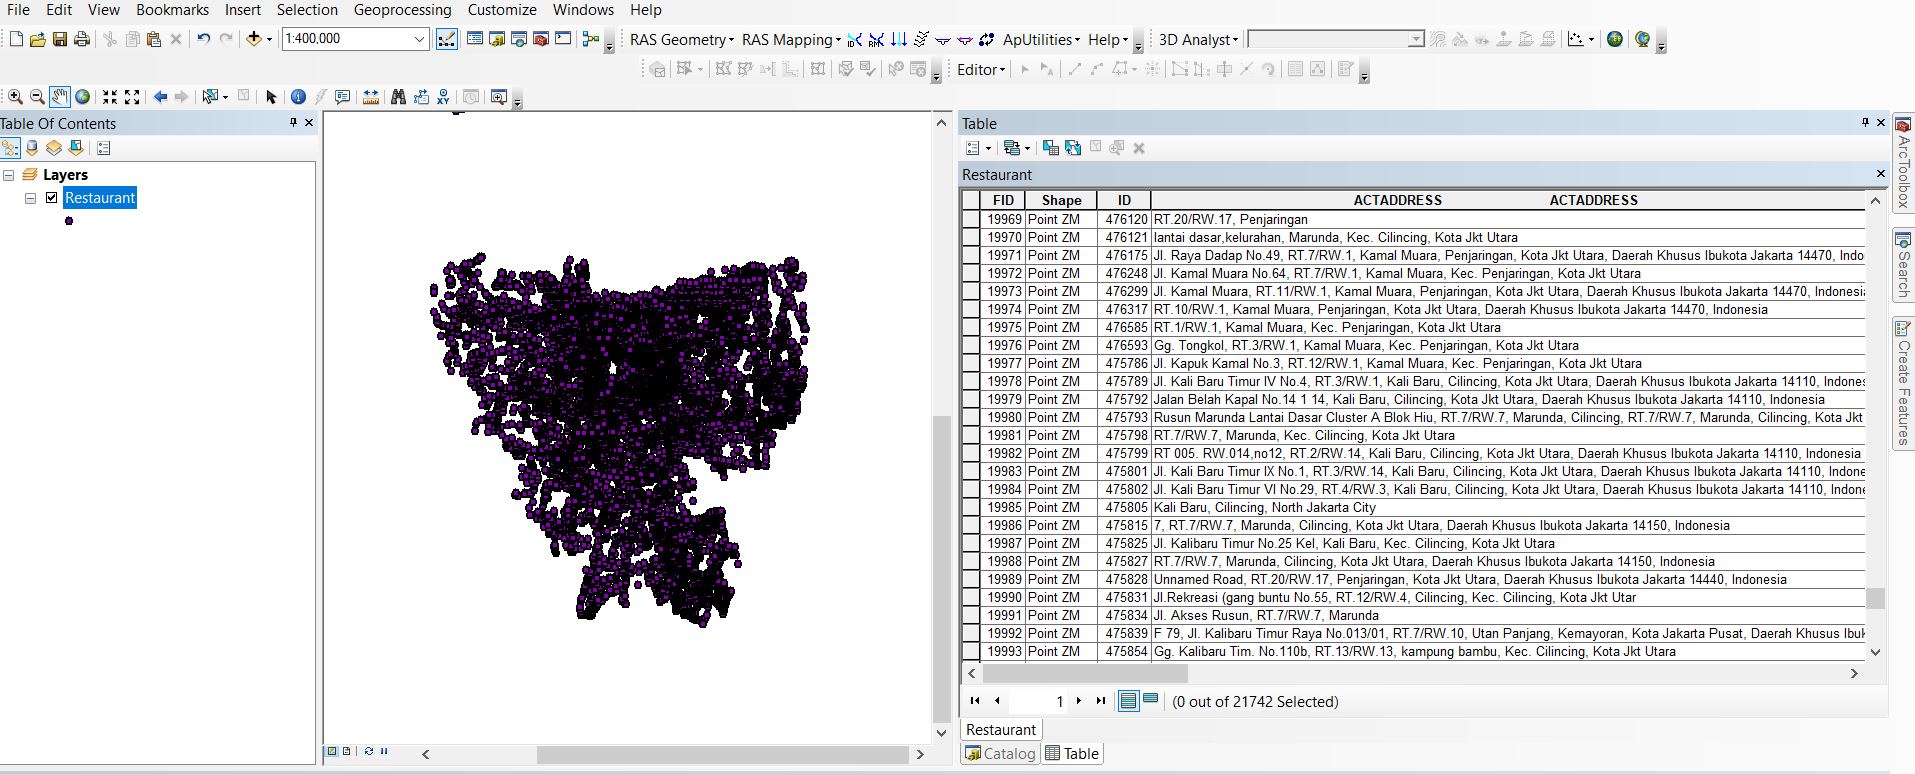 File Edit View Bookmarks Insert Selection Geoprocessing Customize Windows Help
1:400,000
RAS Geometry RAS Mapping ApUtilities Help
3D Analyst
Editor
Table Of Contents
Layers
Restaurant
Table
Restaurant
FID Shape ID ACTADDRESS ACTADDRESS
19969 Point ZM 476120 RT.20/RW.17, Penjaringan
19970 Point ZM 476121 lantai dasar,kelurahan, Marunda, Kec. Cilincing, Kota Jkt Utara
19971 Point ZM 476175 Jl. Raya Dadap No.49, RT.7/RW.1, Kamal Muara, Penjaringan, Kota Jkt Utara, Daerah Khusus Ibukota Jakarta 14470, Indo
19972 Point ZM 476248 Jl. Kamal Muara No.64, RT.7/RW.1, Kamal Muara, Kec. Penjaringan, Kota Jkt Utara
19973 Point ZM 476299 Jl. Kamal Muara, RT.11/RW.1, Kamal Muara, Penjaringan, Kota Jkt Utara, Daerah Khusus Ibukota Jakarta 14470, Indonesia
19974 Point ZM 476317 RT.10/RW.1, Kamal Muara, Penjaringan, Kota Jkt Utara, Daerah Khusus Ibukota Jakarta 14470, Indonesia
19975 Point ZM 476585 RT.1/RW.1, Kamal Muara, Kec. Penjaringan, Kota Jkt Utara
19976 Point ZM 476593 Gg. Tongkol, RT.3/RW.1, Kamal Muara, Kec. Penjaringan, Kota Jkt Utara
19977 Point ZM 475786 Jl. Kapuk Kamal No.3, RT.12/RW.1, Kamal Muara, Kec. Penjaringan, Kota Jkt Utara
19978 Point ZM 475789 Jl. Kali Baru Timur IV No.4, RT.3/RW.1, Kali Baru, Cilincing, Kota Jkt Utara, Daerah Khusus Ibukota Jakarta 14110, Indones
19979 Point ZM 475792 Jalan Belah Kapal No.14 1 14, Kali Baru, Cilincing, Kota Jkt Utara, Daerah Khusus Ibukota Jakarta 14110, Indonesia
19980 Point ZM 475793 Rusun Marunda Lantai Dasar Cluster A Blok Hiu, RT.7/RW.7, Marunda, Cilincing, RT.7/RW.7, Marunda, Cilincing, Kota Jkt
19981 Point ZM 475798 RT.7/RW.7, Marunda, Kec. Cilincing, Kota Jkt Utara
19982 Point ZM 475799 RT 005. RW.014,no12, RT.2/RW.14, Kali Baru, Cilincing, Kota Jkt Utara, Daerah Khusus Ibukota Jakarta 14110, Indonesia
19983 Point ZM 475801 Jl. Kali Baru Timur IX No.1, RT.3/RW.14, Kali Baru, Cilincing, Kota Jkt Utara, Daerah Khusus Ibukota Jakarta 14110, Indone
19984 Point ZM 475802 Jl. Kali Baru Timur VI No.29, RT.4/RW.3, Kali Baru, Cilincing, Kota Jkt Utara, Daerah Khusus Ibukota Jakarta 14110, Indone
19985 Point ZM 475805 Kali Baru, Cilincing, North Jakarta City
19986 Point ZM 475815 7, RT.7/RW.7, Marunda, Cilincing, Kota Jkt Utara, Daerah Khusus Ibukota Jakarta 14150, Indonesia
19987 Point ZM 475825 Jl. Kalibaru Timur No.25 Kel, Kali Baru, Kec. Cilincing, Kota Jkt Utara
19988 Point ZM 475827 RT.7/RW.7, Marunda, Cilincing, Kota Jkt Utara, Daerah Khusus Ibukota Jakarta 14150, Indonesia
19989 Point ZM 475828 Unnamed Road, RT.20/RW.17, Penjaringan, Kota Jkt Utara, Daerah Khusus Ibukota Jakarta 14440, Indonesia
19990 Point ZM 475831 Jl.Rekreasi (gang buntu No.55, RT.12/RW.4, Cilincing, Kec. Cilincing, Kota Jkt Utar
19991 Point ZM 475834 Jl. Akses Rusun, RT.7/RW.7, Marunda
19992 Point ZM 475839 F 79, Jl. Kalibaru Timur Raya No.013/01, RT.7/RW.10, Utan Panjang, Kemayoran, Kota Jakarta Pusat, Daerah Khusus Ibuk
19993 Point ZM 475854 Gg. Kalibaru Tim. No.110b, RT.13/RW.13, kampung bambu, Kec. Cilincing, Kota Jkt Utara
1 (0 out of 21742 Selected)
Restaurant
Catalog Table
ArcToolbox
Search
Create Features